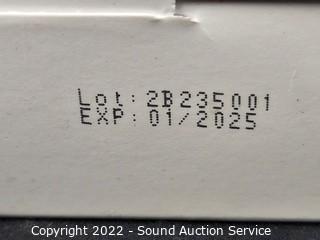 Lot: 2B235001
EXP: 01/2025
Copyright 2022 - Sound Auction Service